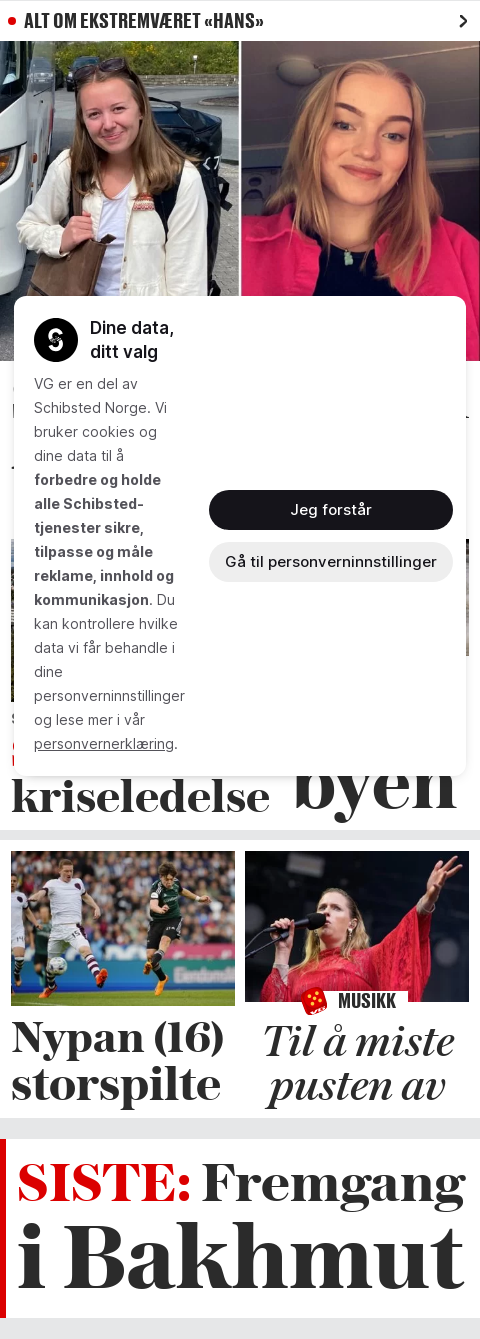 ALT OM EKSTREMVÆRET «HANS»
Dine data,
ditt valg
VG er en del av
Schibsted Norge. Vi
bruker cookies og
dine data til å
forbedre og holde
alle Schibsted-
tjenester sikre,
tilpasse og måle
reklame, innhold og
kommunikasjon. Du
kan kontrollere hvilke
data vi får behandle i
dine
personverninnstillinger
og lese mer i vår
personvernerklæring.
Jeg forstår
Gå til personverninnstillinger
kriseledelse
byen
Nypan (16)
storspilte
MUSIKK
Til å miste
pusten av
SISTE: Fremgang
i Bakhmut